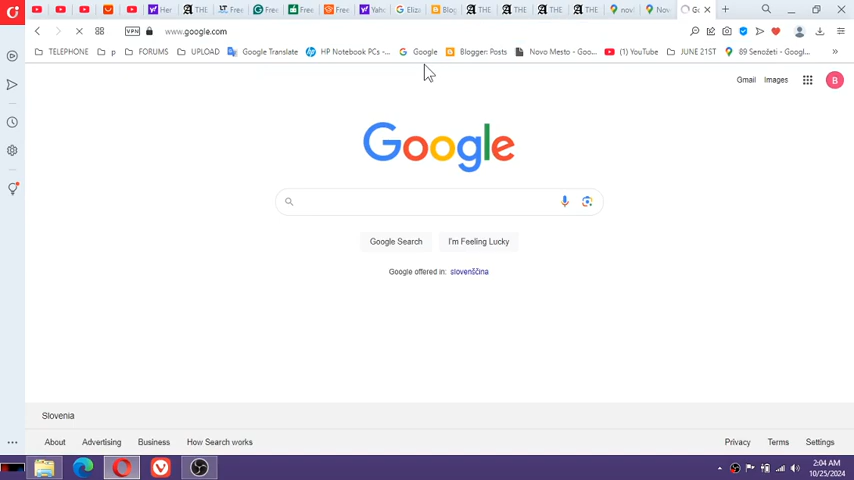 Her
A THE
LT Free
Free
Free
Free
Yaho
Eliza
Blog
A THE
A THE
A THE
A THE
novo
Nov
G
VPN www.google.com
TELEPHONE p FORUMS UPLOAD Google Translate HP Notebook PCs -... Google Blogger: Posts Novo Mesto - Goo... (1) YouTube JUNE 21ST 89 Senožeti - Googl... »
Gmail Images B
Google
Google Search I'm Feeling Lucky
Google offered in: slovenščina
Slovenia
About Advertising Business How Search works Privacy Terms Settings
2:04 AM
10/25/2024